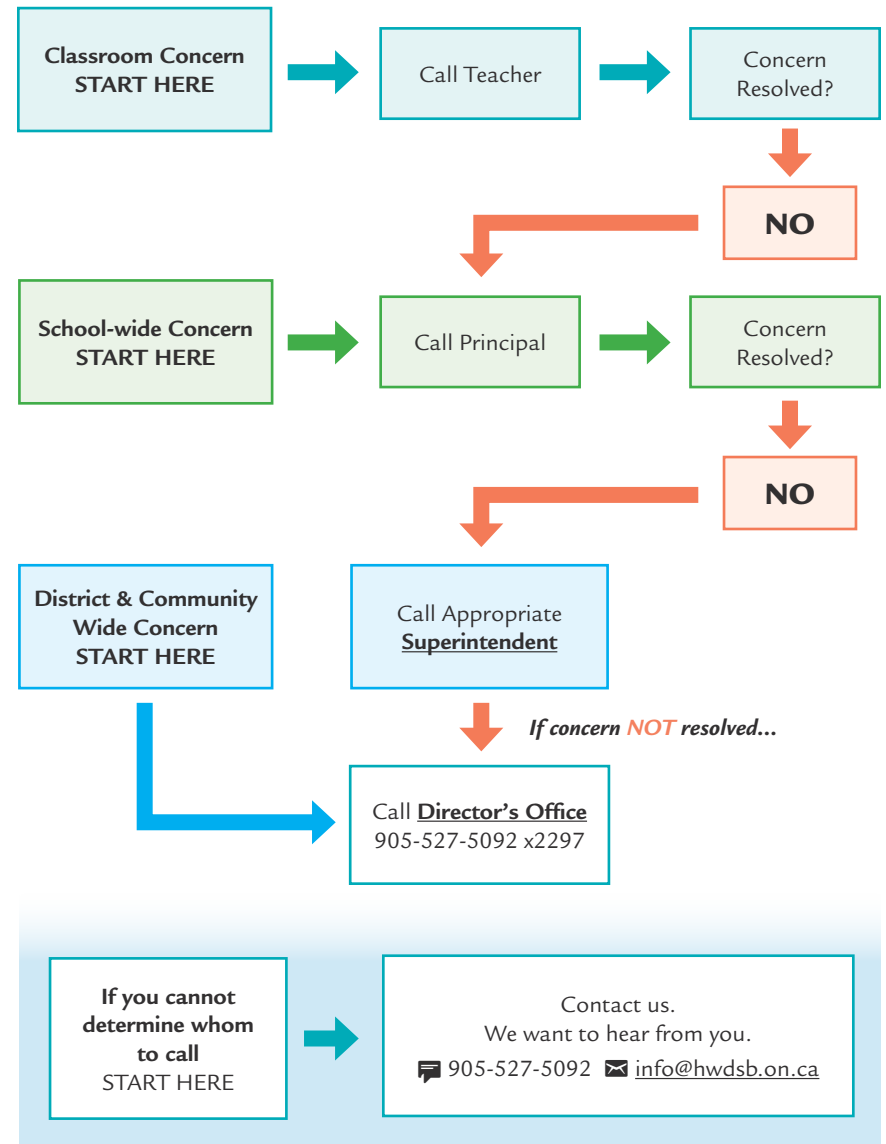 Classroom Concern
START HERE
Call Teacher
Concern
Resolved?
NO
School-wide Concern
START HERE
Call Principal
Concern
Resolved?
NO
District & Community
Wide Concern
START HERE
Call Appropriate
Superintendent
If concern NOT resolved...
Call Director's Office
905-527-5092 x2297
If you cannot
determine whom
to call
START HERE
Contact us.
We want to hear from you.
905-527-5092 info@hwdsb.on.ca